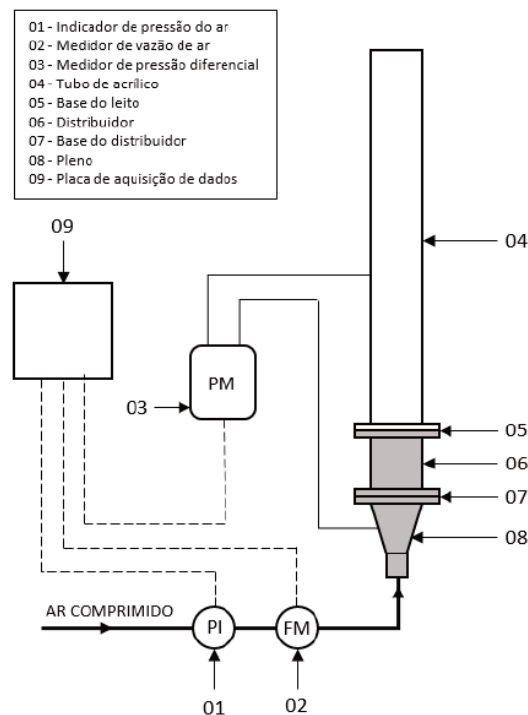 01 - Indicador de pressão do ar
02 - Medidor de vazão de ar
03 - Medidor de pressão diferencial
04 - Tubo de acrílico
05 - Base do leito
06 - Distribuidor
07 - Base do distribuidor
08 - Pleno
09 - Placa de aquisição de dados
09
04
PM
03
05
06
07
08
AR COMPRIMIDO
PI
FM
01
02